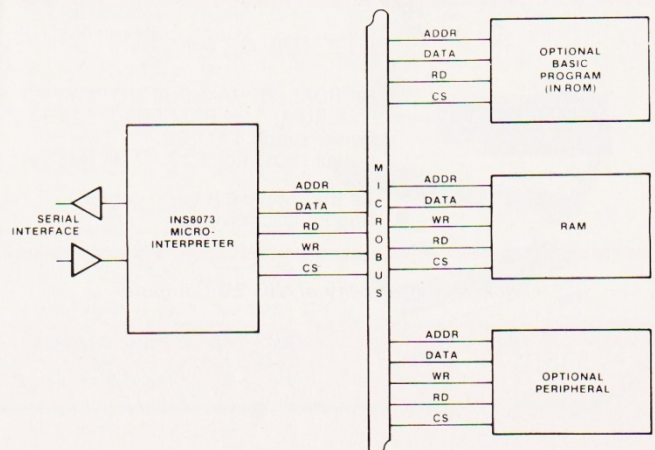 SERIAL
INTERFACE
INS8073
MICRO-
INTERPRETER
ADDR
DATA
RD
WR
CS
MICROBUS
ADDR
DATA
RD
CS
OPTIONAL
BASIC
PROGRAM
(IN ROM)
ADDR
DATA
WR
RD
CS
RAM
ADDR
DATA
WR
RD
CS
OPTIONAL
PERIPHERAL